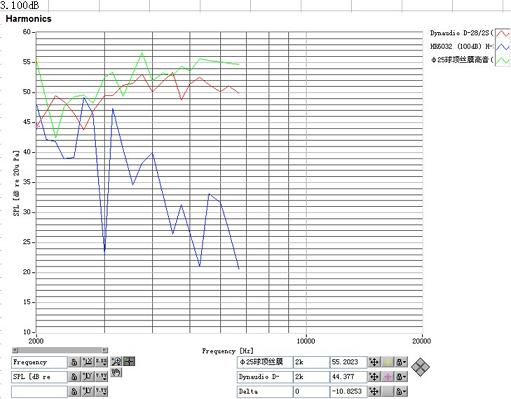 3.100dB
Harmonics
60
55
50
45
40
35
30
25
20
15
10
SPL [dB re 20u Pa]
2000
10000
20000
Frequency [Hz]
Dynaudio D-28/2S(
HB6032 (100dB) H-
Φ25球顶丝膜高音(
Frequency
SPL [dB re
Φ25球顶丝膜 2k 55.2023
Dynaudio D- 2k 44.377
Delta 0 -10.8253